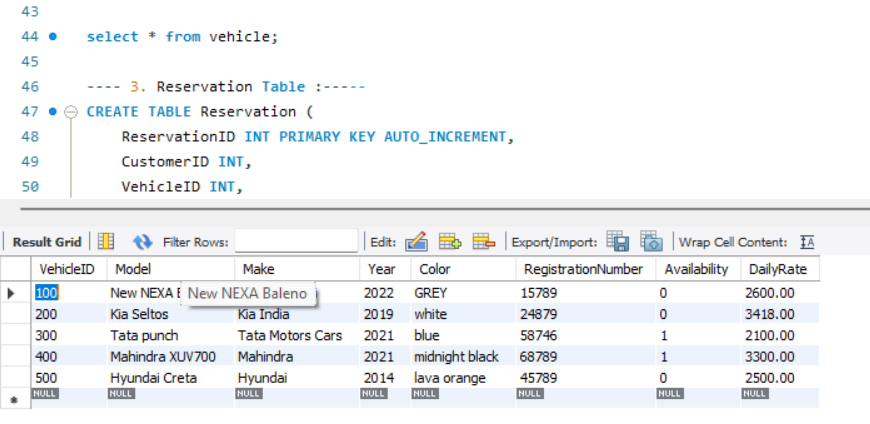 43
44 select * from vehicle;
45
46 ---- 3. Reservation Table :-----
47 CREATE TABLE Reservation (
48 ReservationID INT PRIMARY KEY AUTO_INCREMENT,
49 CustomerID INT,
50 VehicleID INT,
Result Grid Filter Rows: Edit: Export/Import: Wrap Cell Content:
VehicleID Model Make Year Color RegistrationNumber Availability DailyRate
100 New NEXA New NEXA Baleno 2022 GREY 15789 0 2600.00
200 Kia Seltos Kia India 2019 white 24879 0 3418.00
300 Tata punch Tata Motors Cars 2021 blue 58746 1 2100.00
400 Mahindra XUV700 Mahindra 2021 midnight black 68789 1 3300.00
500 Hyundai Creta Hyundai 2014 lava orange 45789 0 2500.00
NULL NULL NULL NULL NULL NULL NULL NULL